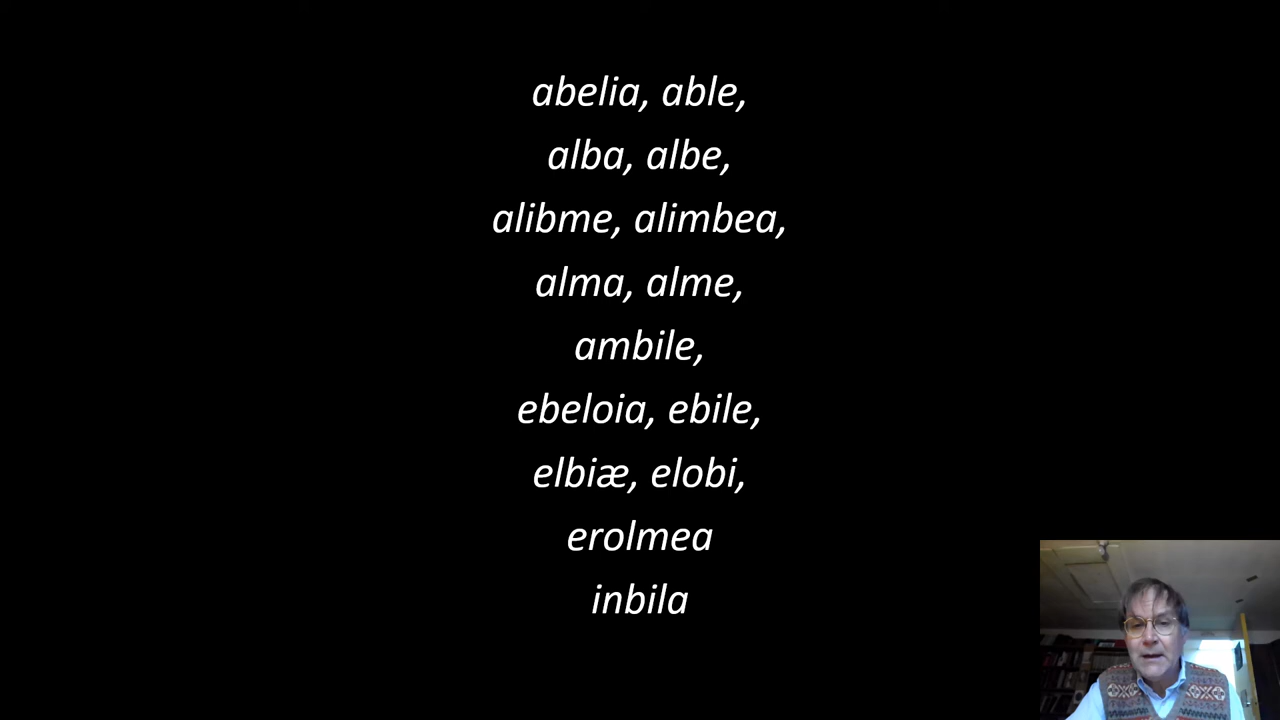 abelia, able,
alba, albe,
alibme, alimbea,
alma, alme,
ambile,
ebeloia, ebile,
elbiæ, elobi,
erolmea
inbila